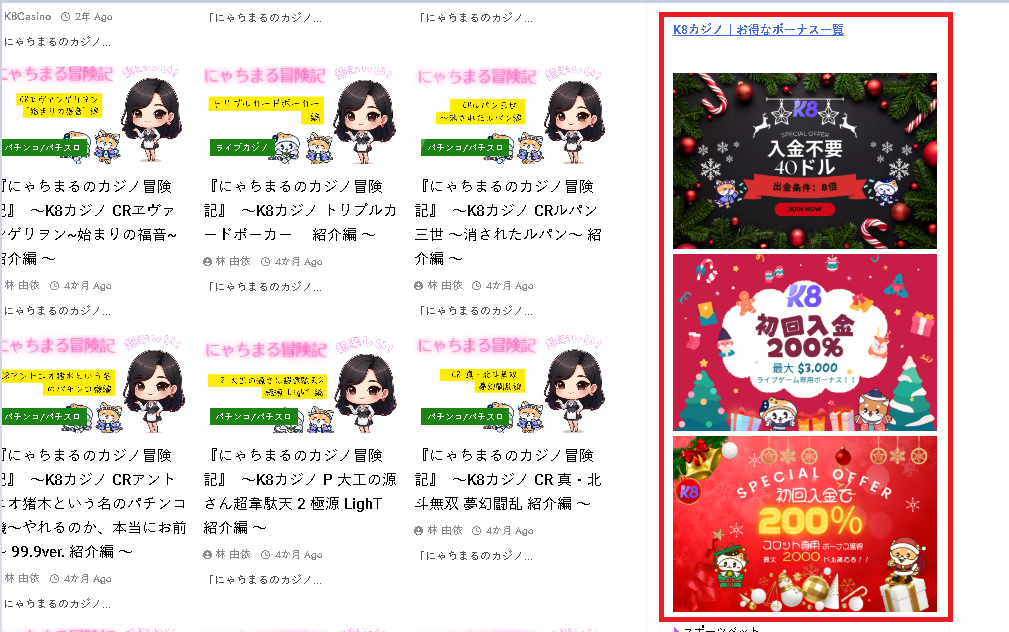 K8Casino 2年 Ago
にゃちまるのカジノ...
「にゃちまるのカジノ...
「にゃちまるのカジノ...
にゃちまる冒険記
CRヱヴァンゲリヲン
~始まりの福音~ 編
パチンコ/パチスロ
『にゃちまるのカジノ冒険
記』 ～K8カジノ CRヱヴァ
ンゲリヲン~始まりの福音~
紹介編 ～
林 由依 4か月 Ago
にゃちまるのカジノ...
にゃちまる冒険記
トリプルカードポーカー
編
ライブカジノ
『にゃちまるのカジノ冒険
記』 ～K8カジノ トリプルカ
ードポーカー 紹介編 ～
林 由依 4か月 Ago
「にゃちまるのカジノ...
にゃちまる冒険記
CRルパン三世
～消されたルパン編
パチンコ/パチスロ
『にゃちまるのカジノ冒険
記』 ～K8カジノ CRルパン
三世 ～消されたルパン～ 紹
介編 ～
林 由依 4か月 Ago
「にゃちまるのカジノ...
にゃちまる冒険記
CRアントニオ猪木という名
のパチンコ機編
パチンコ/パチスロ
『にゃちまるのカジノ冒険
記』 ～K8カジノ CRアント
ニオ猪木という名のパチンコ
機～やれるのか、本当にお前
～ 99.9ver. 紹介編 ～
林 由依 4か月 Ago
にゃちまるのカジノ...
にゃちまる冒険記
P 大工の源さん超韋駄天2
極源 Light 編
パチンコ/パチスロ
『にゃちまるのカジノ冒険
記』 ～K8カジノ P 大工の源
さん超韋駄天 2 極源 LighT
紹介編 ～
林 由依 4か月 Ago
「にゃちまるのカジノ...
にゃちまる冒険記
CR 真・北斗無双
夢幻闘乱編
パチンコ/パチスロ
『にゃちまるのカジノ冒険
記』 ～K8カジノ CR 真・北
斗無双 夢幻闘乱 紹介編 ～
林 由依 4か月 Ago
「にゃちまるのカジノ...
K8カジノ｜お得なボーナス一覧
K8
SPECIAL OFFER
入金不要
40ドル
出金条件：8倍
JOIN NOW
K8
初回入金
200%
最大 $3,000
ライブゲーム専用ボーナス！！
K8
SPECIAL OFFER
初回入金で
200%
スロット専用 ボーナス獲得
スポーツベット